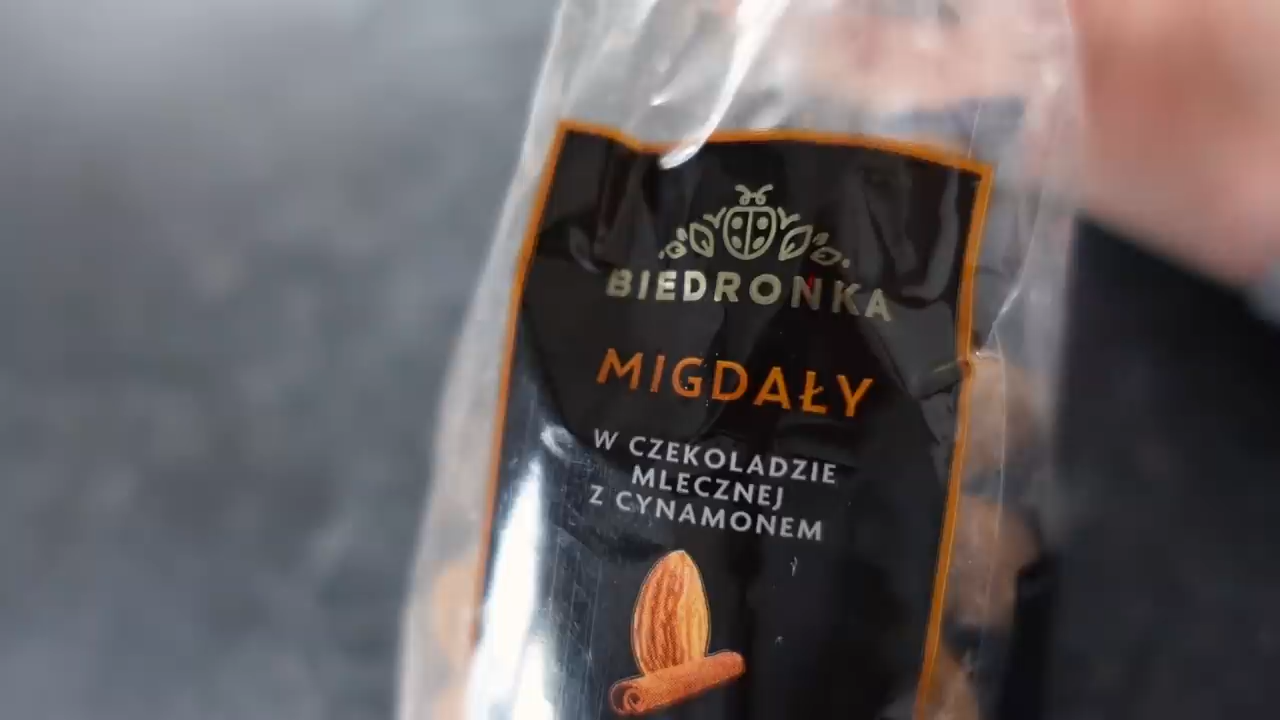 BIEDRONKA
MIGDAŁY
W CZEKOLADZIE
MLECZNEJ
Z CYNAMONEM